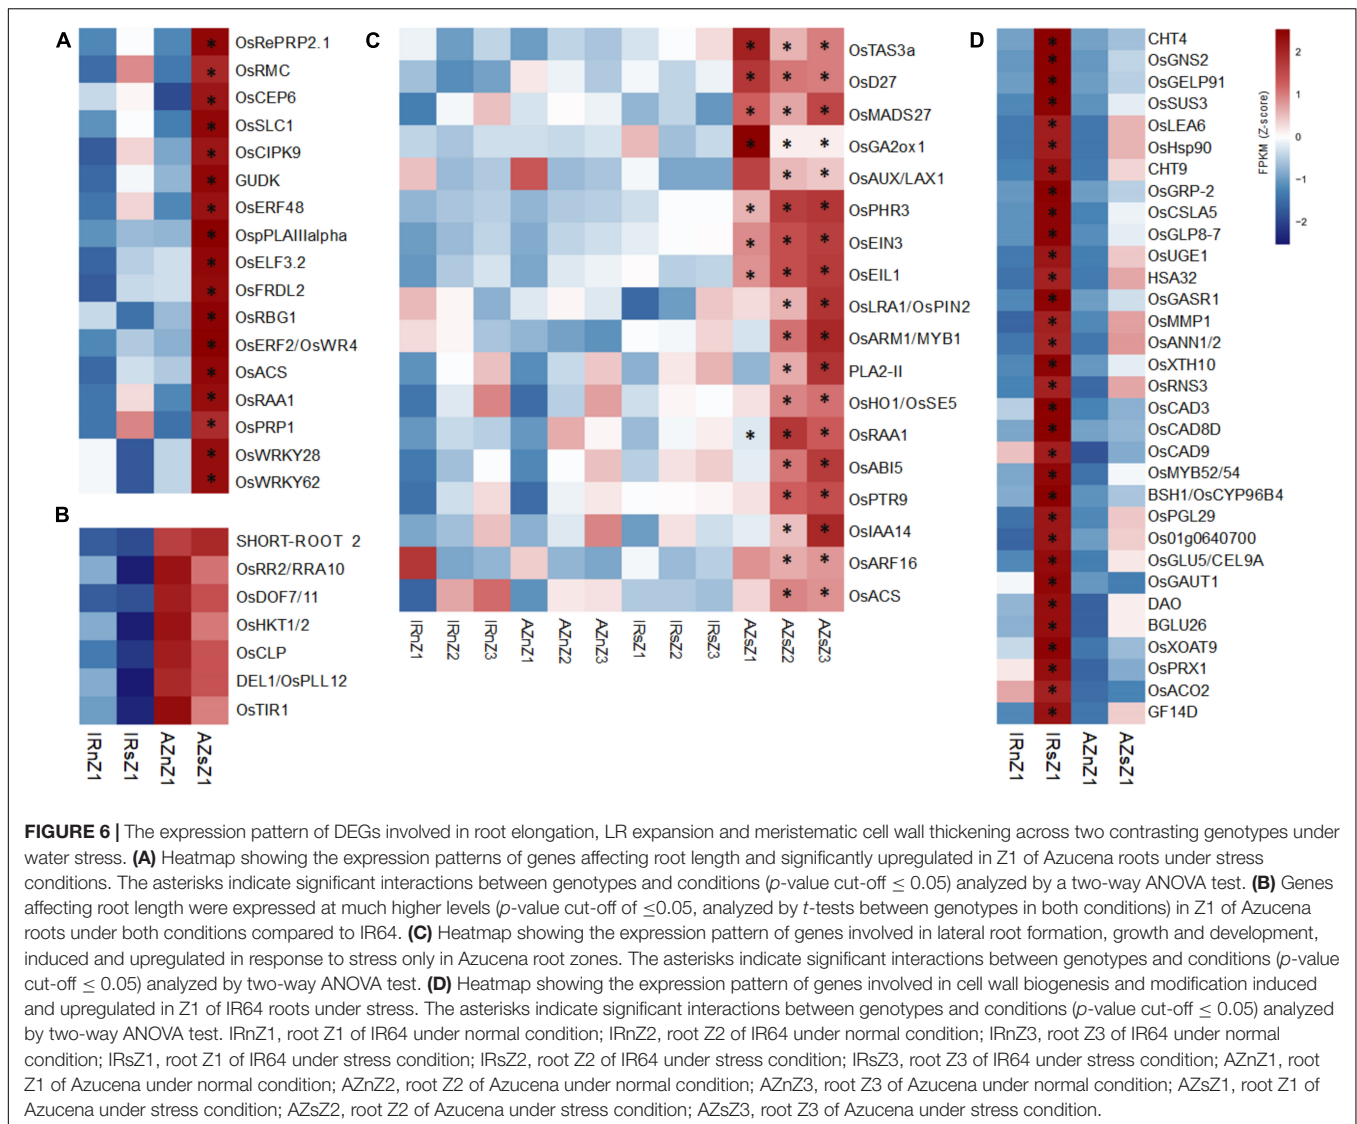 A
OsRePRP2.1
OsRMC
OsCEP6
OsSLC1
OsCIPK9
GUDK
OsERF48
OspPLAIIIalpha
OsELF3.2
OsFRDL2
OsRBG1
OsERF2/OsWR4
OsACS
OsRAA1
OsPRP1
OsWRKY28
OsWRKY62
B
SHORT-ROOT 2
OsRR2/RRA10
OsDOF7/11
OsHKT1/2
OsCLP
DEL1/OsPLL12
OsTIR1
IRnZ1
IRsZ1
AZnZ1
AZsZ1
C
OsTAS3a
OsD27
OsMADS27
OsGA2ox1
OsAUX/LAX1
OsPHR3
OsEIN3
OsEIL1
OsLRA1/OsPIN2
OsARM1/MYB1
PLA2-II
OsHO1/OsSE5
OsRAA1
OsABI5
OsPTR9
OsIAA14
OsARF16
OsACS
IRnZ1
IRnZ2
IRnZ3
AZnZ1
AZnZ2
AZnZ3
IRsZ1
IRsZ2
IRsZ3
AZsZ1
AZsZ2
AZsZ3
D
CHT4
OsGNS2
OsGELP91
OsSUS3
OsLEA6
OsHsp90
CHT9
OsGRP-2
OsCSLA5
OsGLP8-7
OsUGE1
HSA32
OsGASR1
OsMMP1
OsANN1/2
OsXTH10
OsRNS3
OsCAD3
OsCAD8D
OsCAD9
OsMYB52/54
BSH1/OsCYP96B4
OsPGL29
Os01g0640700
OsGLU5/CEL9A
OsGAUT1
DAO
BGLU26
OsXOAT9
OsPRX1
OsACO2
GF14D
IRnZ1
IRsZ1
AZnZ1
AZsZ1
2
1
0
−1
−2
FPKM (Z-score)
FIGURE 6 | The expression pattern of DEGs involved in root elongation, LR expansion and meristematic cell wall thickening across two contrasting genotypes under
water stress. (A) Heatmap showing the expression patterns of genes affecting root length and significantly upregulated in Z1 of Azucena roots under stress
conditions. The asterisks indicate significant interactions between genotypes and conditions (p-value cut-off ≤ 0.05) analyzed by a two-way ANOVA test. (B) Genes
affecting root length were expressed at much higher levels (p-value cut-off of ≤0.05, analyzed by t-tests between genotypes in both conditions) in Z1 of Azucena
roots under both conditions compared to IR64. (C) Heatmap showing the expression pattern of genes involved in lateral root formation, growth and development,
induced and upregulated in response to stress only in Azucena root zones. The asterisks indicate significant interactions between genotypes and conditions (p-value
cut-off ≤ 0.05) analyzed by two-way ANOVA test. (D) Heatmap showing the expression pattern of genes involved in cell wall biogenesis and modification induced
and upregulated in Z1 of IR64 roots under stress. The asterisks indicate significant interactions between genotypes and conditions (p-value cut-off ≤ 0.05) analyzed
by two-way ANOVA test. IRnZ1, root Z1 of IR64 under normal condition; IRnZ2, root Z2 of IR64 under normal condition; IRnZ3, root Z3 of IR64 under normal
condition; IRsZ1, root Z1 of IR64 under stress condition; IRsZ2, root Z2 of IR64 under stress condition; IRsZ3, root Z3 of IR64 under stress condition; AZnZ1, root
Z1 of Azucena under normal condition; AZnZ2, root Z2 of Azucena under normal condition; AZnZ3, root Z3 of Azucena under normal condition; AZsZ1, root Z1 of
Azucena under stress condition; AZsZ2, root Z2 of Azucena under stress condition; AZsZ3, root Z3 of Azucena under stress condition.